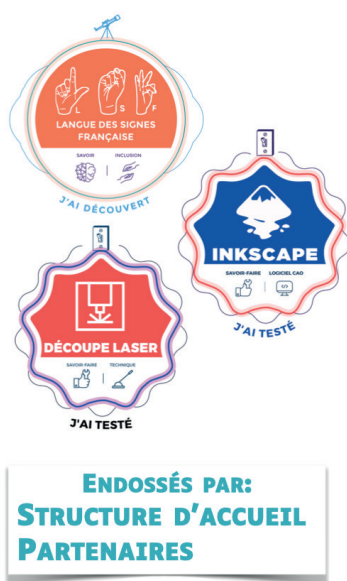 L S F
LANGUE DES SIGNES
FRANÇAISE
SAVOIR INCLUSION
J'AI DÉCOUVERT
INKSCAPE
SAVOIR-FAIRE LOGICIEL CAO
</>
J'AI TESTÉ
DÉCOUPE LASER
SAVOIR-FAIRE TECHNIQUE
J'AI TESTÉ
ENDOSSÉS PAR:
STRUCTURE D'ACCUEIL
PARTENAIRES